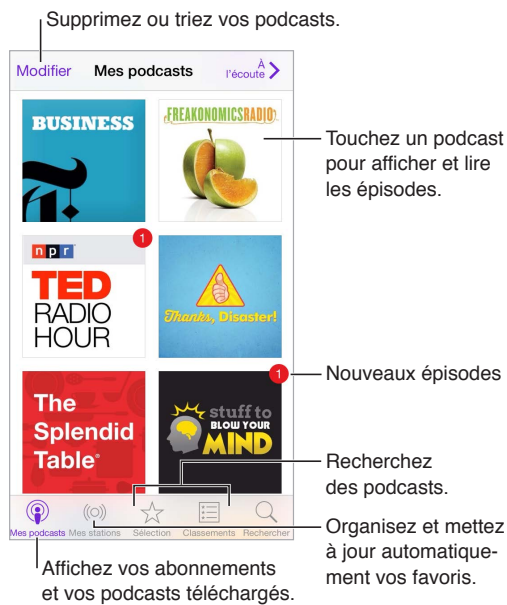 Supprimez ou triez vos podcasts.
Modifier
Mes podcasts
À
l'écoute
BUSINESS
FREAKONOMICSRADIO
Touchez un podcast
pour afficher et lire
les épisodes.
npr
1
TED
RADIO
HOUR
Thanks, Disaster!
1
Nouveaux épisodes
The
Splendid
Table®
stuff to
BLOW YOUR
MIND
Recherchez
des podcasts.
Mes podcasts
Mes stations
Sélection
Classements
Rechercher
Organisez et mettez
à jour automatique-
ment vos favoris.
Affichez vos abonnements
et vos podcasts téléchargés.